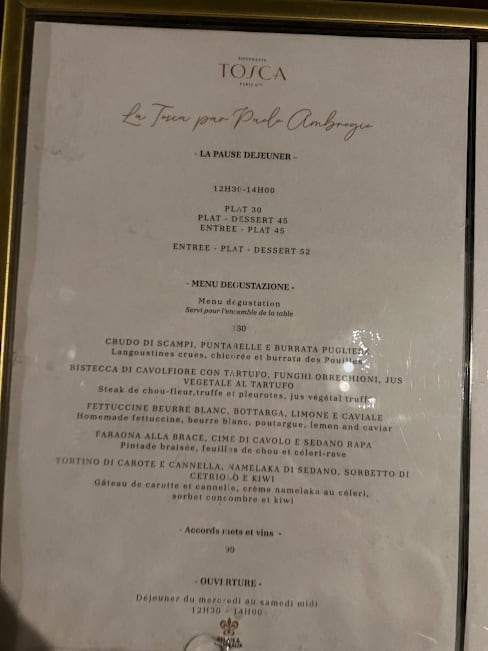 RISTORANTE
TOSCA
PARIS 8ᵉᵐᵉ
La Tosca par Paolo Ambrogio
- LA PAUSE DEJEUNER -
12H30-14H00
PLAT 30
PLAT - DESSERT 45
ENTREE - PLAT 45
ENTREE - PLAT - DESSERT 52
- MENU DEGUSTAZIONE -
Menu dégustation
Servi pour l'ensemble de la table
130
CRUDO DI SCAMPI, PUNTARELLE E BURRATA PUGLIESE
Langoustines crues, chicorée et burrata des Pouilles
BISTECCA DI CAVOLFIORE CON TARTUFO, FUNGHI ORRECHIONI, JUS
VEGETALE AL TARTUFO
Steak de chou-fleur,truffe et pleurotes, jus végétal truffe
FETTUCCINE BEURRE BLANC, BOTTARGA, LIMONE E CAVIALE
Homemade fettuccine, beurre blanc, poutargue, lemon and caviar
FARAONA ALLA BRACE, CIME DI CAVOLO E SEDANO RAPA
Pintade braisée, feuilles de chou et céleri-rave
TORTINO DI CAROTE E CANNELLA, NAMELAKA DI SEDANO, SORBETTO DI
CETRIOLO E KIWI
Gâteau de carotte et cannelle, crème namelaka au céleri,
sorbet concombre et kiwi
- Accords mets et vins -
90
- OUVERTURE -
Déjeuner du mercredi au samedi midi
12H30 - 14H00